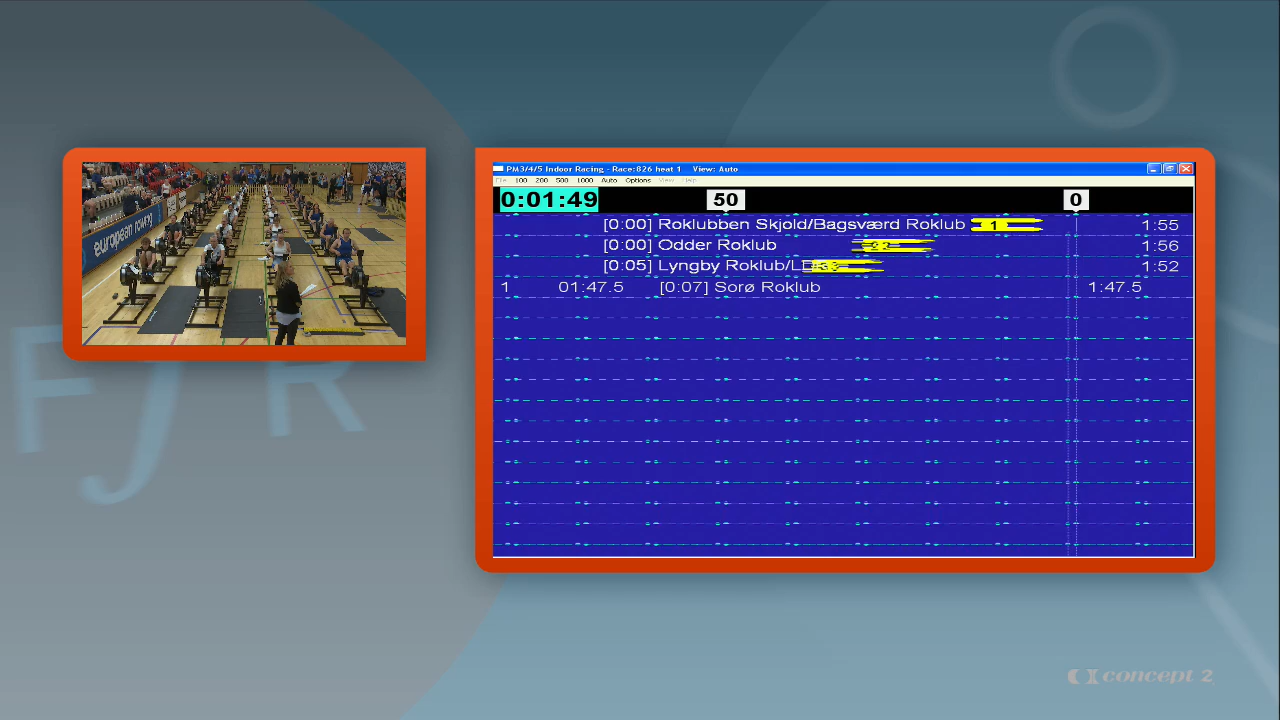 european rowing
PM3/4/5 Indoor Racing - Race:826 heat 1 View: Auto
File 100 200 500 1000 Auto Options View Help
0:01:49 50 0
[0:00] Roklubben Skjold/Bagsværd Roklub 1 1:55
[0:00] Odder Roklub 1:56
[0:05] Lyngby Roklub/L 1:52
1 01:47.5 [0:07] Sorø Roklub 1:47.5
F J R
concept 2